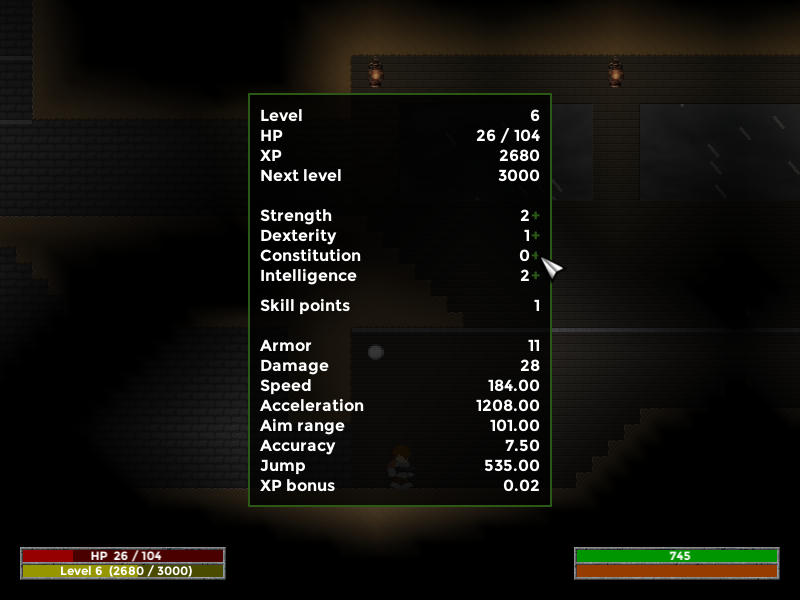 Level 6
HP 26 / 104
XP 2680
Next level 3000
Strength 2+
Dexterity 1+
Constitution 0+
Intelligence 2+
Skill points 1
Armor 11
Damage 28
Speed 184.00
Acceleration 1208.00
Aim range 101.00
Accuracy 7.50
Jump 535.00
XP bonus 0.02
HP 26 / 104
Level 6 (2680 / 3000)
745